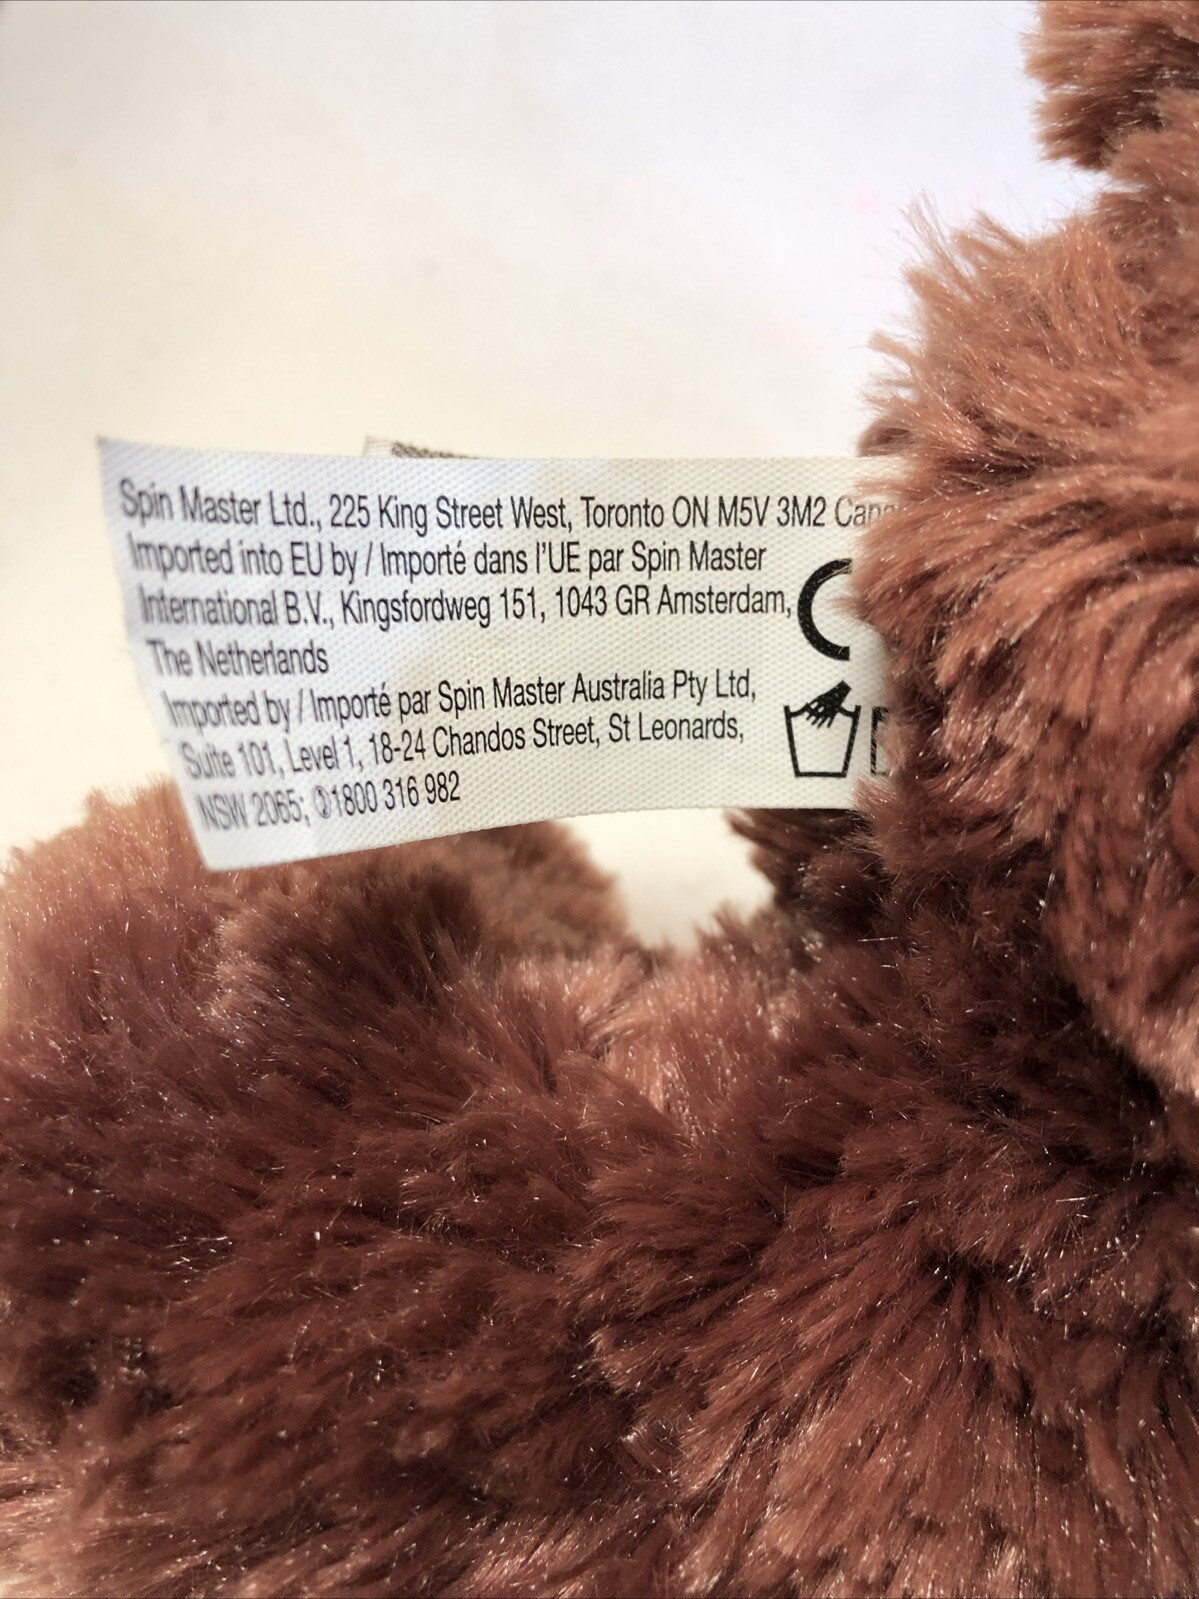 Spin Master Ltd., 225 King Street West, Toronto ON M5V 3M2
Imported into EU by / Importé dans l'UE par Spin Master
International B.V., Kingsfordweg 151, 1043 GR Amsterdam,
The Netherlands
Imported by / Importé par Spin Master Australia Pty Ltd,
Suite 101, Level 1, 18-24 Chandos Street, St Leonards,
NSW 2065; ✆1800 316 982